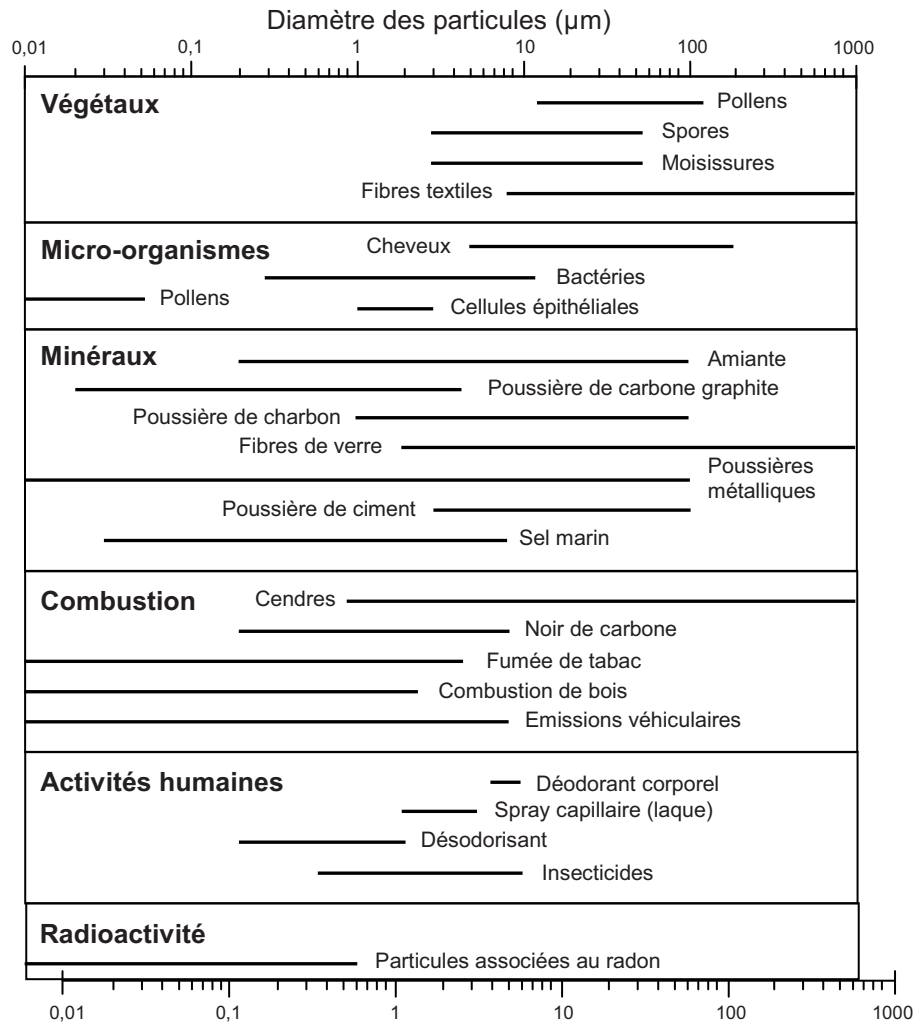 Diamètre des particules (µm)
0,01 0,1 1 10 100 1000
Végétaux
Pollens
Spores
Moisissures
Fibres textiles
Micro-organismes
Cheveux
Bactéries
Pollens
Cellules épithéliales
Minéraux
Amiante
Poussière de carbone graphite
Poussière de charbon
Fibres de verre
Poussières
métalliques
Poussière de ciment
Sel marin
Combustion
Cendres
Noir de carbone
Fumée de tabac
Combustion de bois
Emissions véhiculaires
Activités humaines
Déodorant corporel
Spray capillaire (laque)
Désodorisant
Insecticides
Radioactivité
Particules associées au radon
0,01 0,1 1 10 100 1000